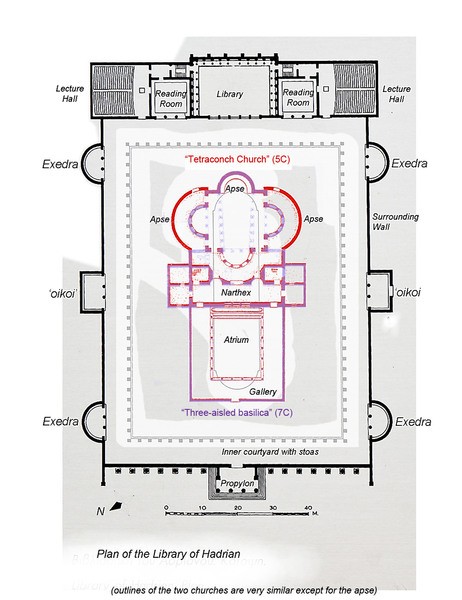 Lecture
Hall
Reading
Room
Library
Reading
Room
Lecture
Hall
Exedra
"Tetraconch Church" (5C)
Exedra
Apse
Apse
Apse
Surrounding
Wall
'oikoi'
Narthex
'oikoi
Atrium
Gallery
Exedra
"Three-aisled basilica" (7C)
Exedra
Inner courtyard with stoas
Propylon
N
0 10 20 30 40
M.
Plan of the Library of Hadrian
(outlines of the two churches are very similar except for the apse)